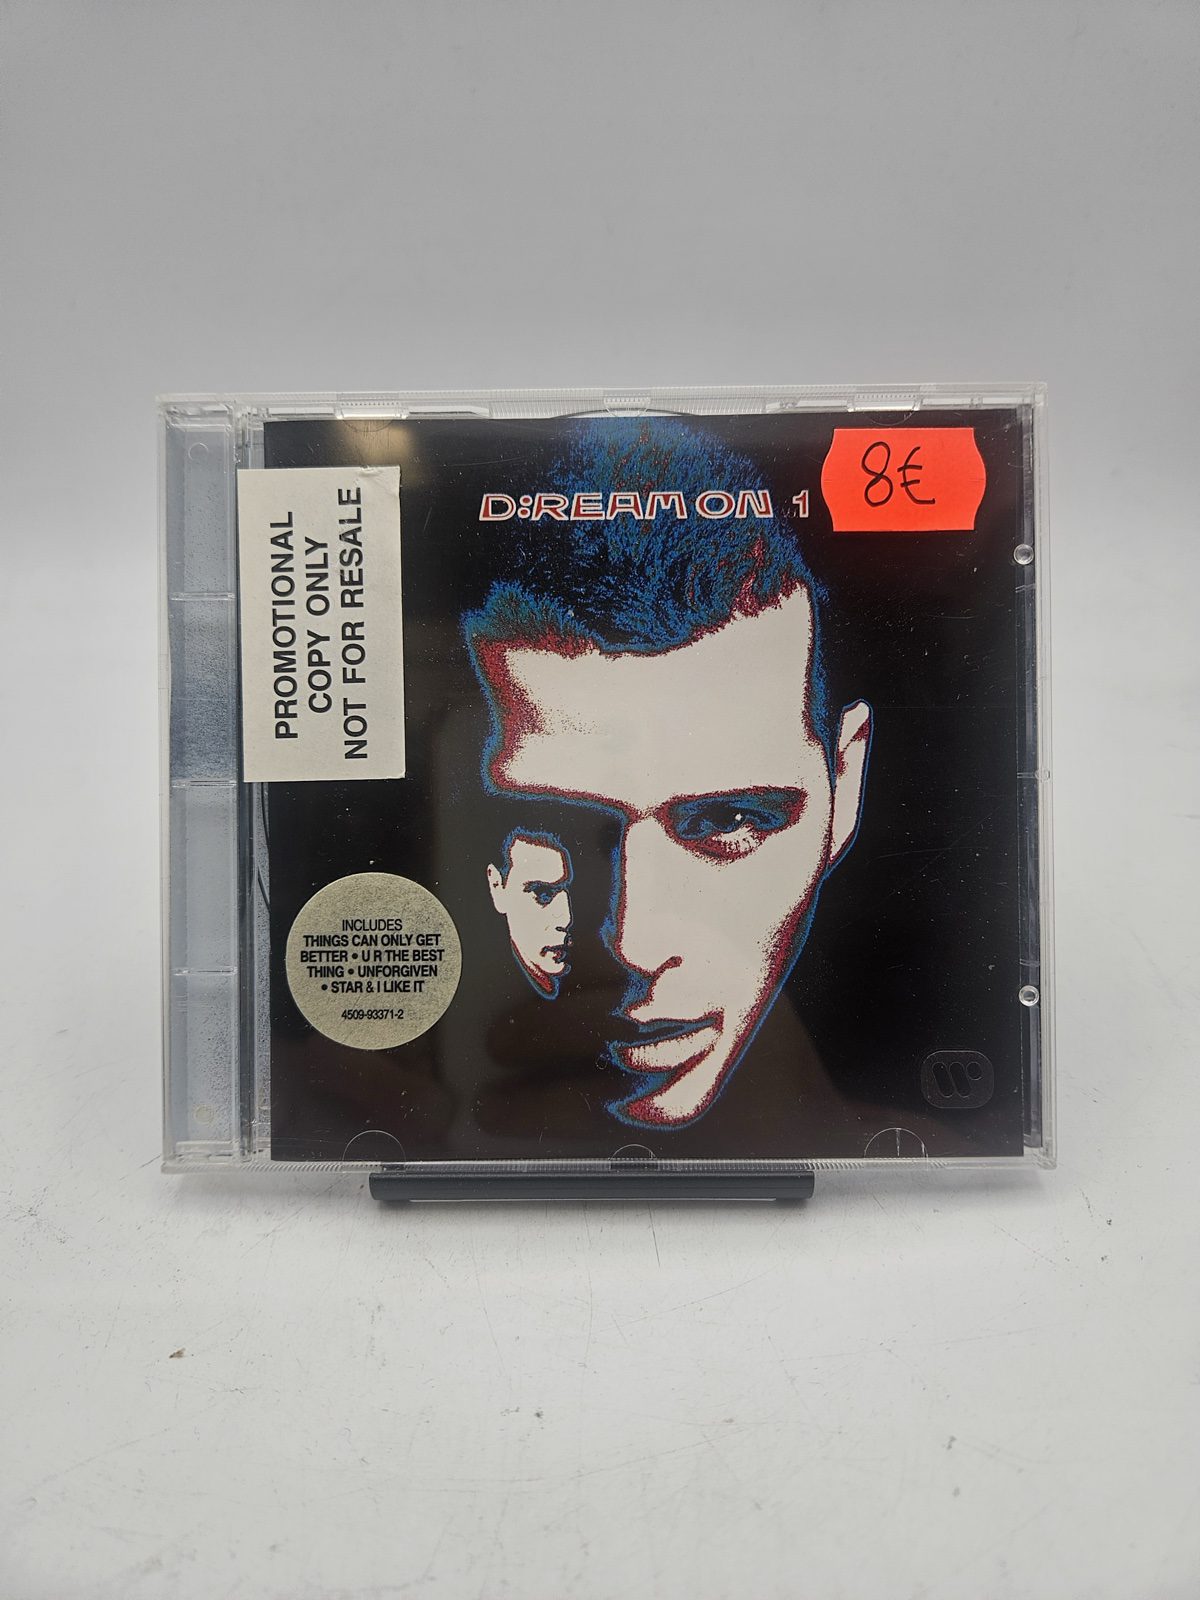 PROMOTIONAL
COPY ONLY
NOT FOR RESALE
D:REAM ON 1
8€
INCLUDES
THINGS CAN ONLY GET
BETTER • U R THE BEST
THING • UNFORGIVEN
• STAR & I LIKE IT
4509-93371-2